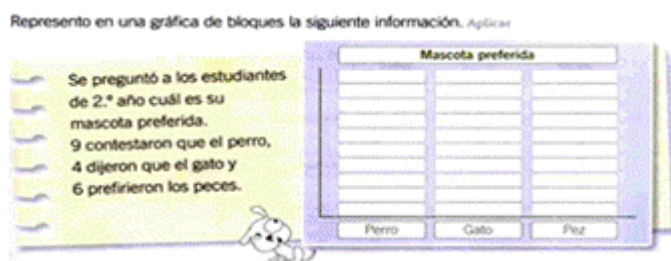 Represento en una gráfica de bloques la siguiente información. Aplicar
Se preguntó a los estudiantes
de 2.º año cuál es su
mascota preferida.
9 contestaron que el perro,
4 dijeron que el gato y
6 prefirieron los peces.
Mascota preferida
Perro
Gato
Pez